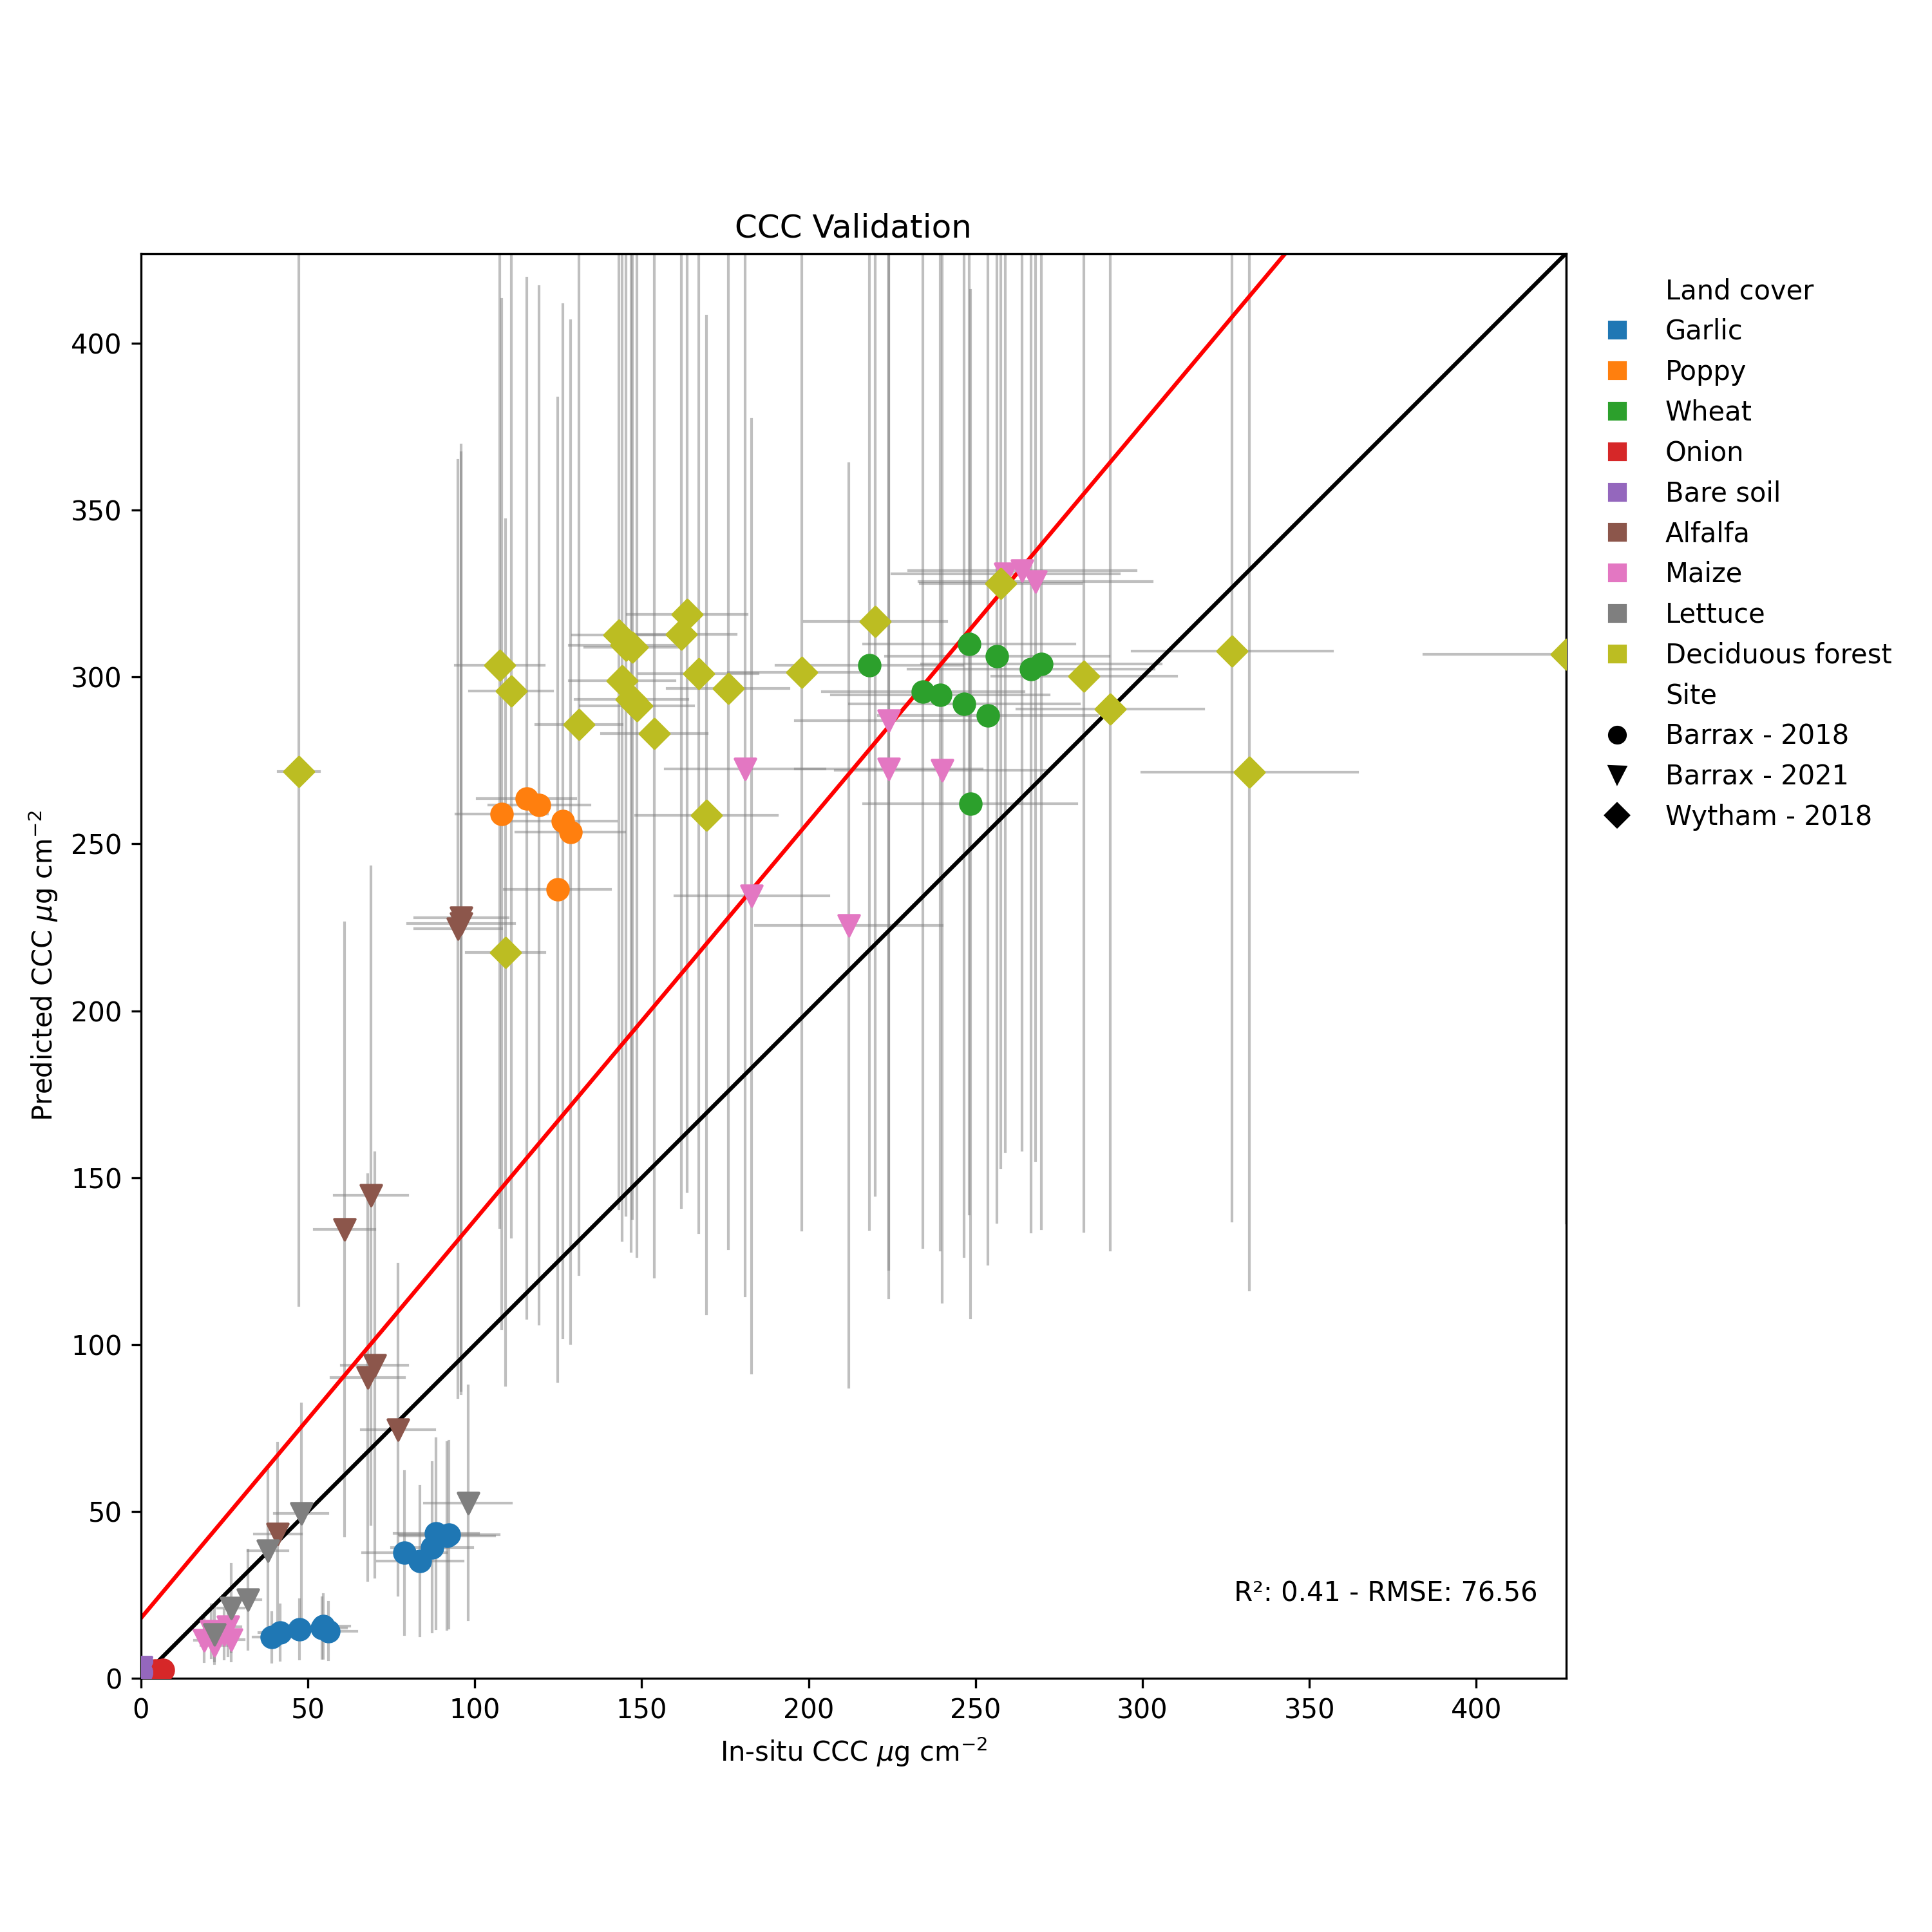 CCC Validation
Predicted CCC μg cm⁻²
400
350
300
250
200
150
100
50
0
0 50 100 150 200 250 300 350 400
In-situ CCC μg cm⁻²
R²: 0.41 - RMSE: 76.56
Land cover
Garlic
Poppy
Wheat
Onion
Bare soil
Alfalfa
Maize
Lettuce
Deciduous forest
Site
Barrax - 2018
Barrax - 2021
Wytham - 2018